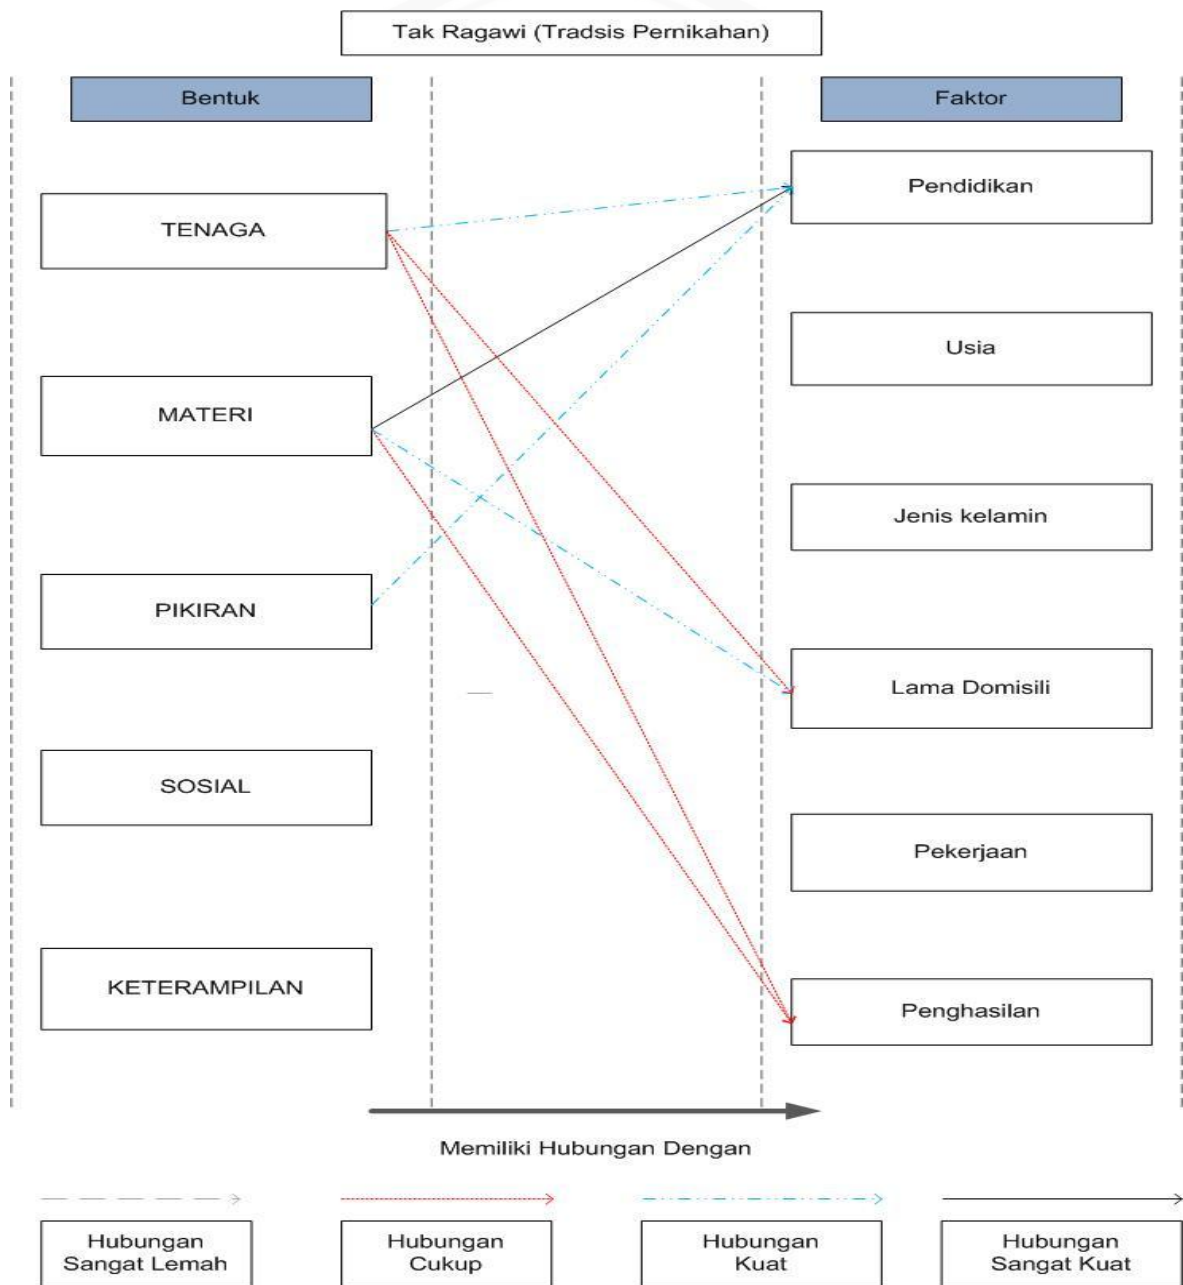 Tak Ragawi (Tradsis Pernikahan)
Bentuk
Faktor
TENAGA
MATERI
PIKIRAN
SOSIAL
KETERAMPILAN
Pendidikan
Usia
Jenis kelamin
Lama Domisili
Pekerjaan
Penghasilan
Memiliki Hubungan Dengan
Hubungan
Sangat Lemah
Hubungan
Cukup
Hubungan
Kuat
Hubungan
Sangat Kuat